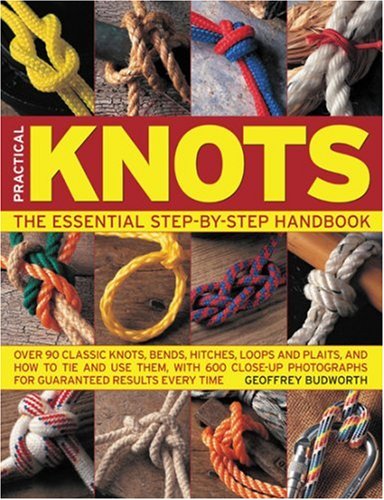 PRACTICAL
KNOTS
THE ESSENTIAL STEP-BY-STEP HANDBOOK
OVER 90 CLASSIC KNOTS, BENDS, HITCHES, LOOPS AND PLAITS, AND
HOW TO TIE AND USE THEM, WITH 600 CLOSE-UP PHOTOGRAPHS
FOR GUARANTEED RESULTS EVERY TIME GEOFFREY BUDWORTH